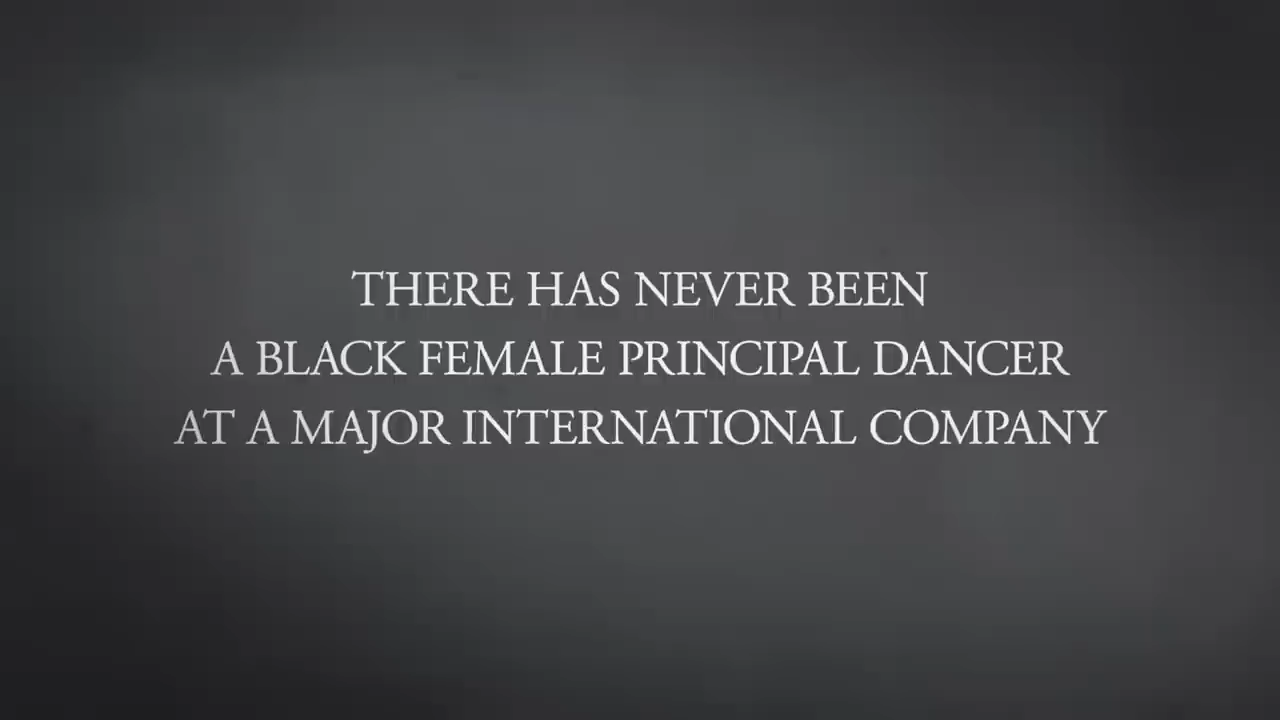 THERE HAS NEVER BEEN
A BLACK FEMALE PRINCIPAL DANCER
AT A MAJOR INTERNATIONAL COMPANY